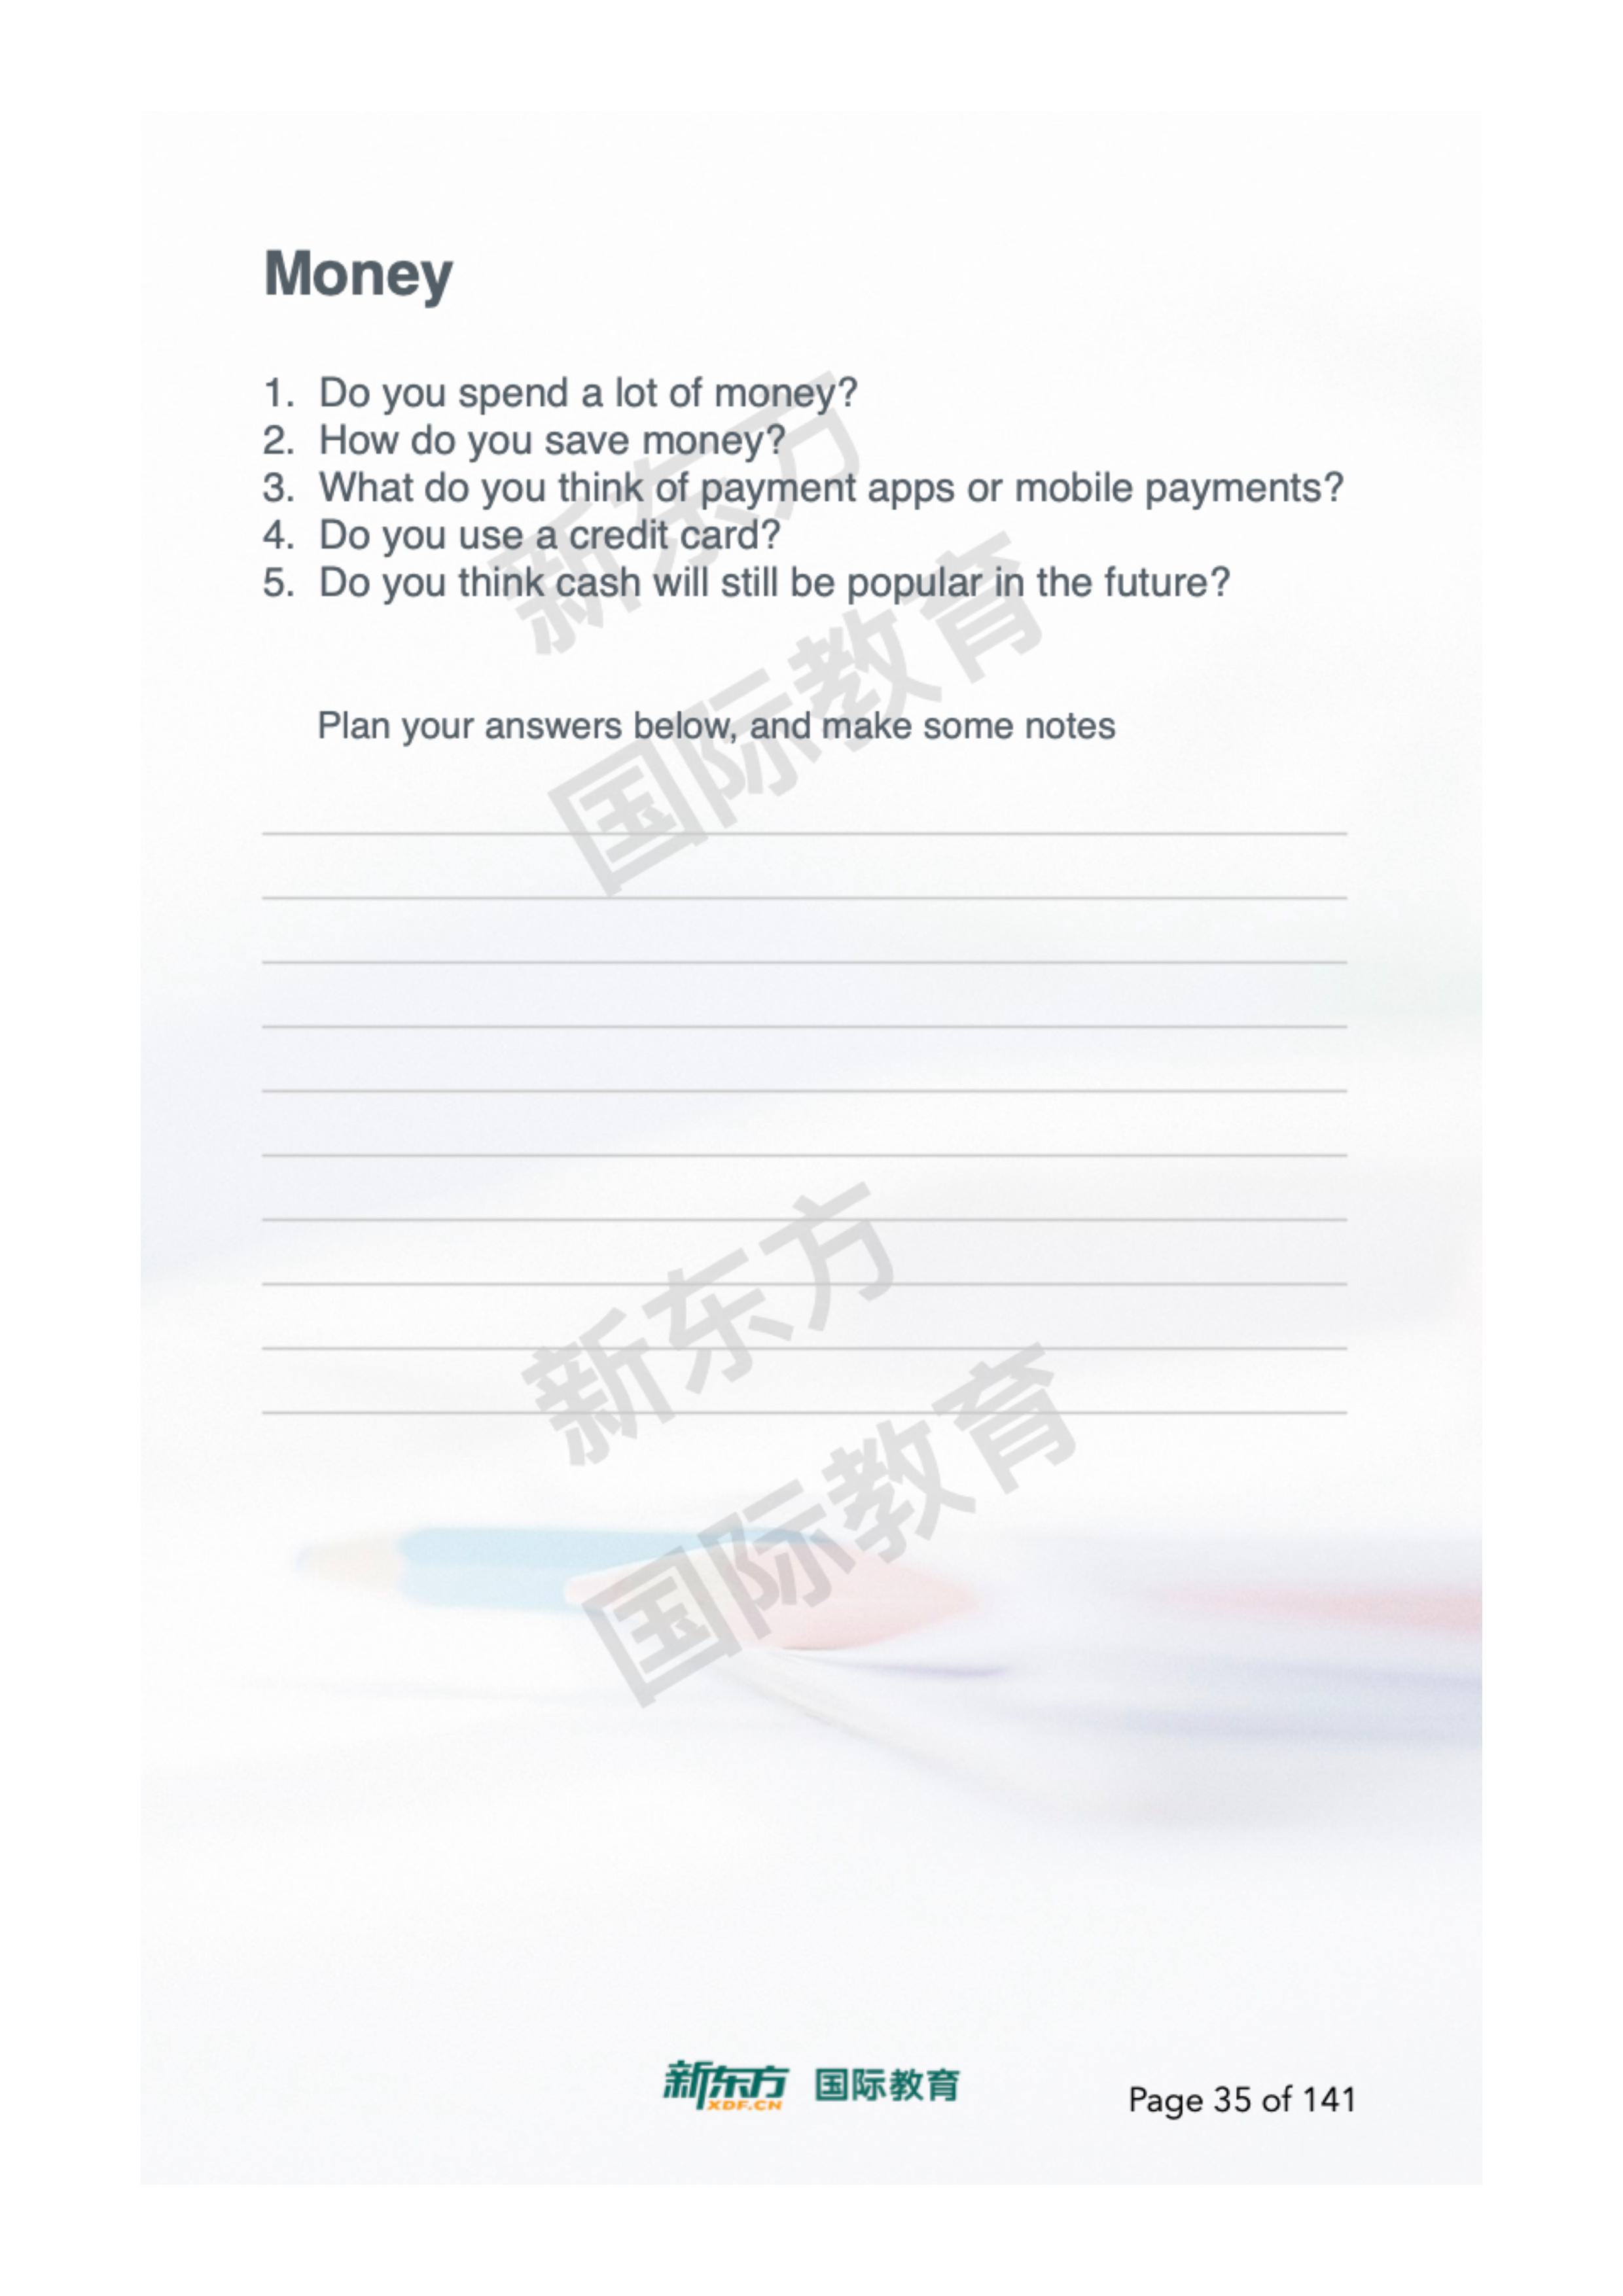 Money
1. Do you spend a lot of money?
2. How do you save money?
3. What do you think of payment apps or mobile payments?
4. Do you use a credit card?
5. Do you think cash will still be popular in the future?
Plan your answers below, and make some notes
新东方
国际教育
新东方
国际教育
新东方 国际教育
XDF.CN
Page 35 of 141